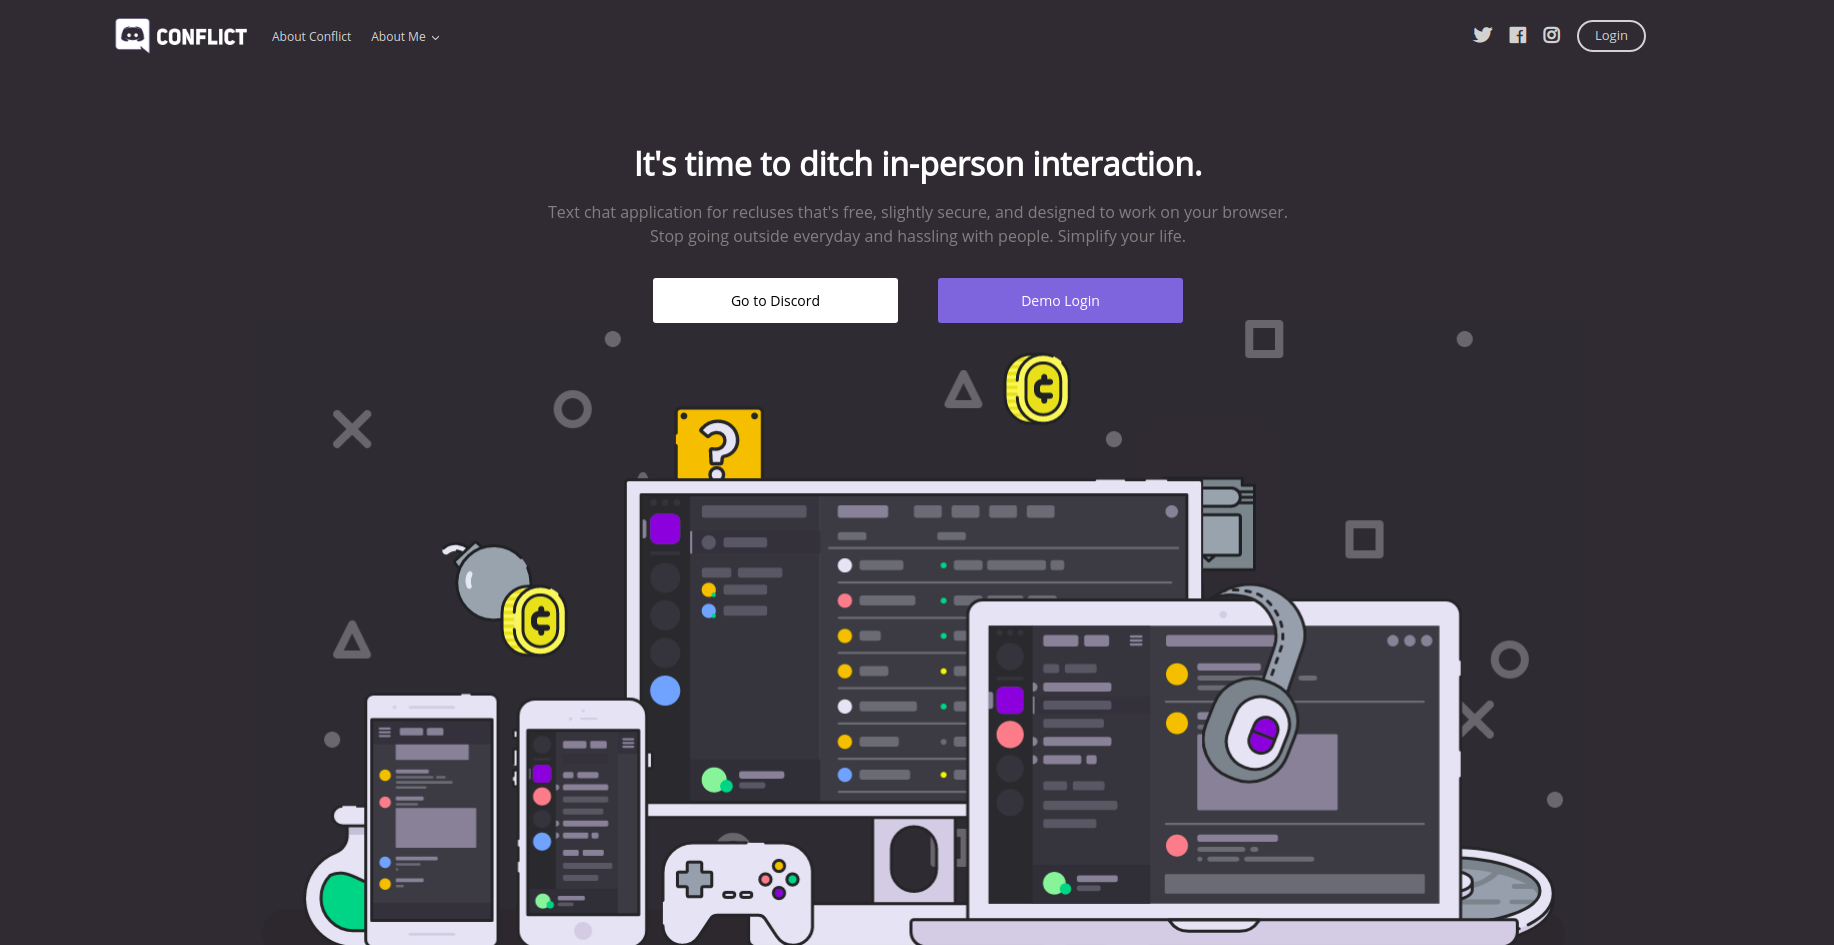 CONFLICT
About Conflict
About Me
Login
It's time to ditch in-person interaction.
Text chat application for recluses that's free, slightly secure, and designed to work on your browser.
Stop going outside everyday and hassling with people. Simplify your life.
Go to Discord
Demo Login
?
¢
¢